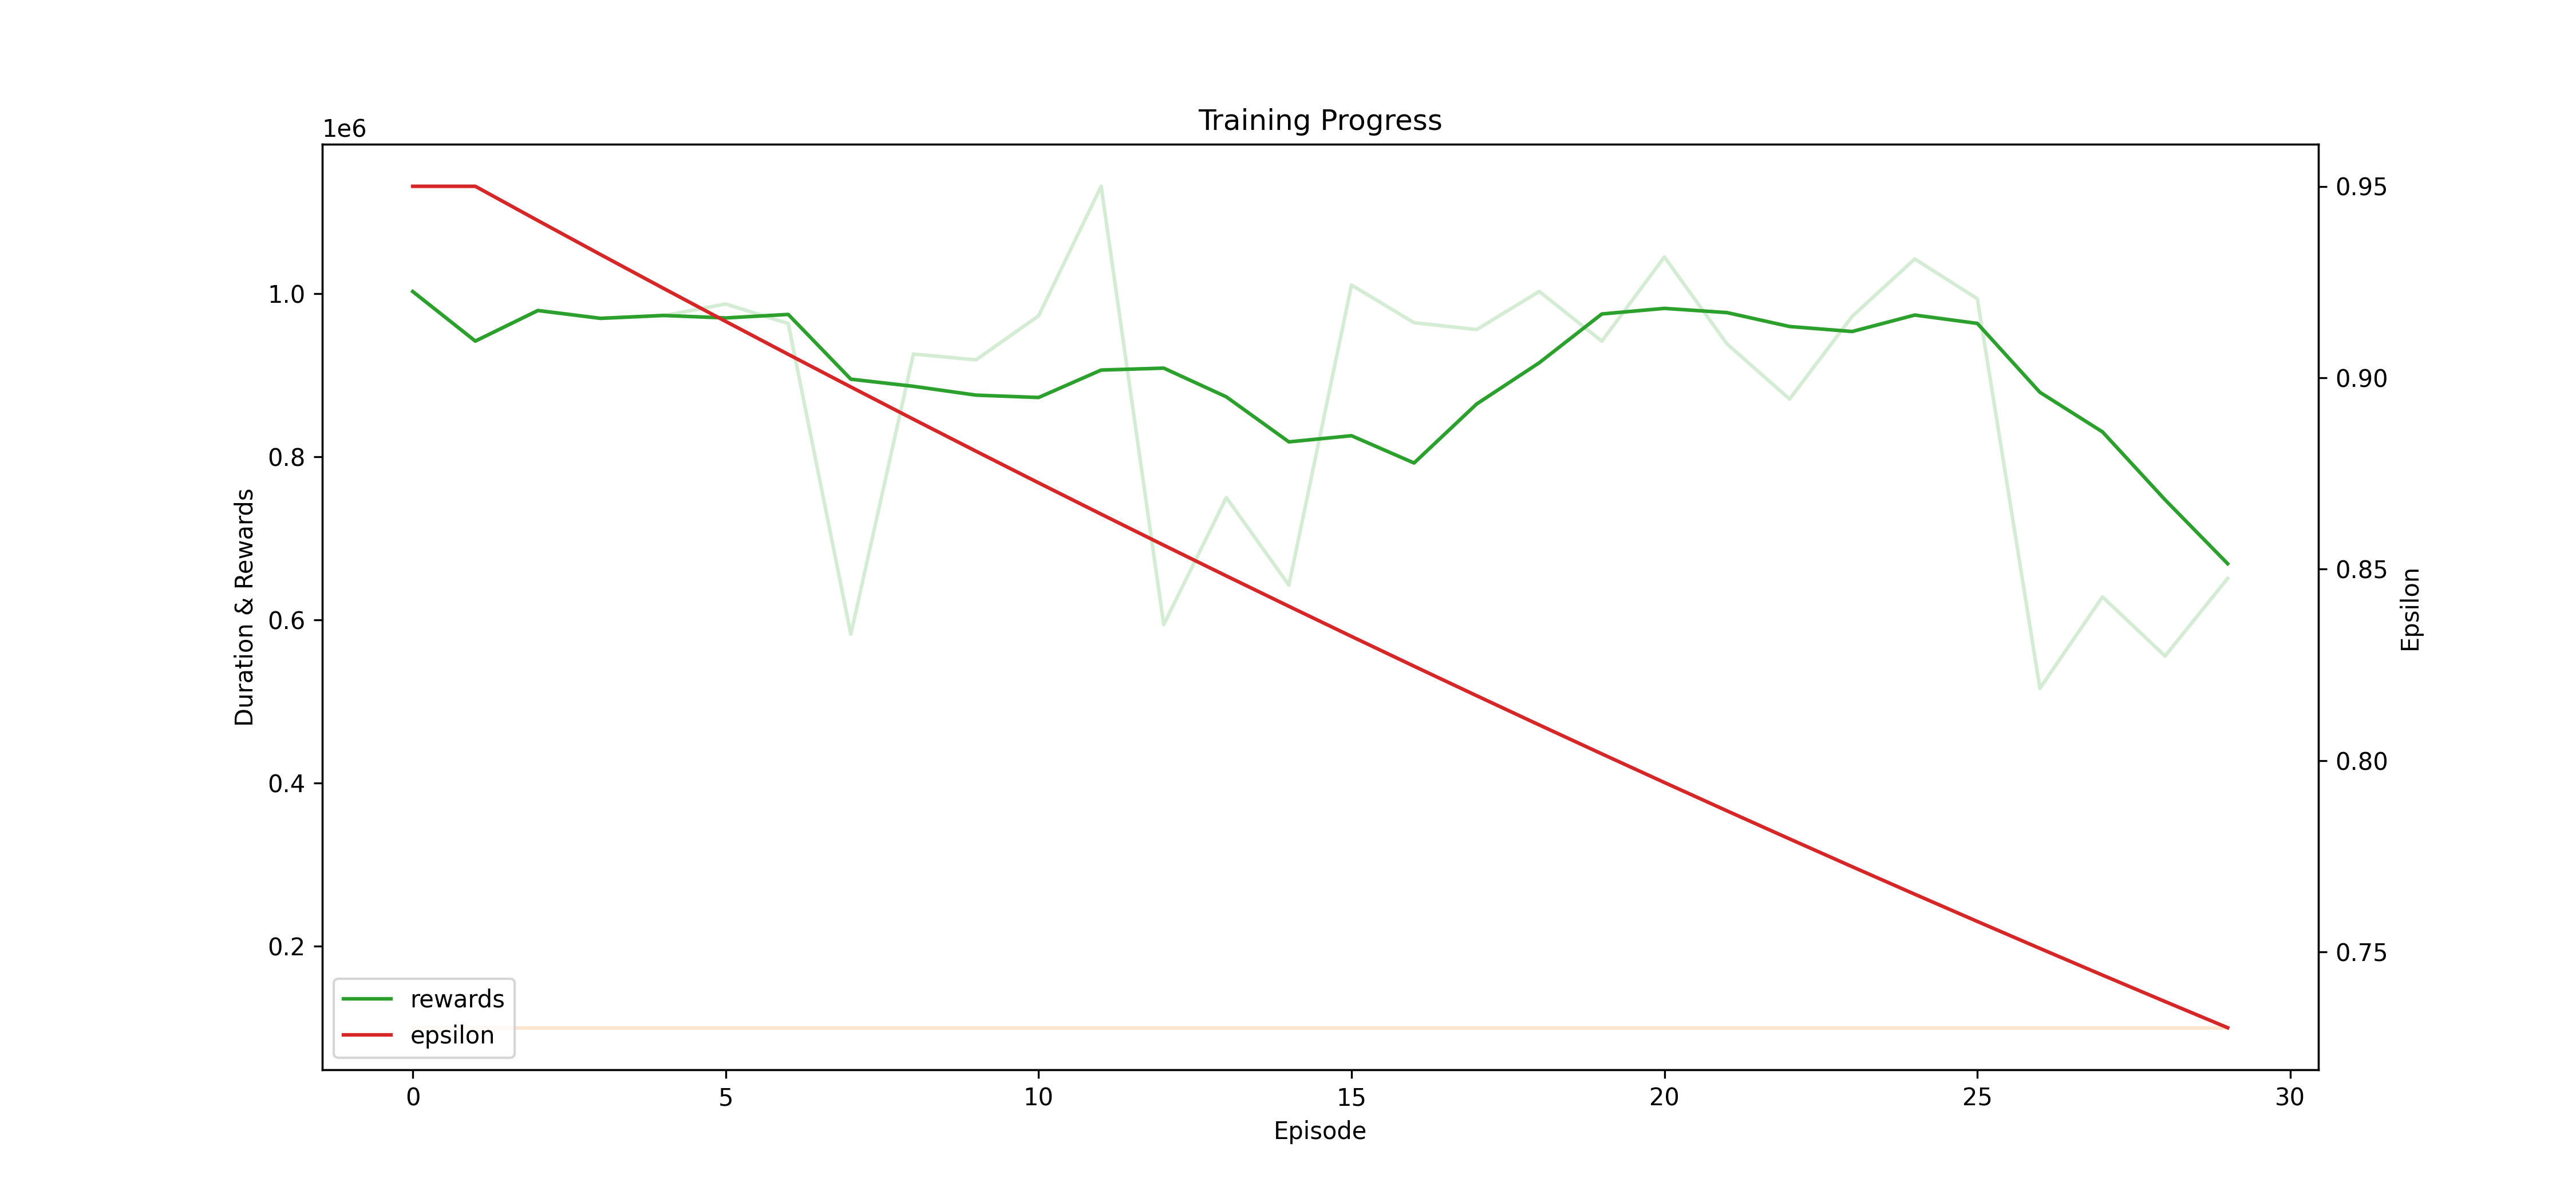 Training Progress
1e6
1.0
0.8
0.6
0.4
0.2
Duration & Rewards
0.95
0.90
0.85
0.80
0.75
Epsilon
rewards
epsilon
0 5 10 15 20 25 30
Episode